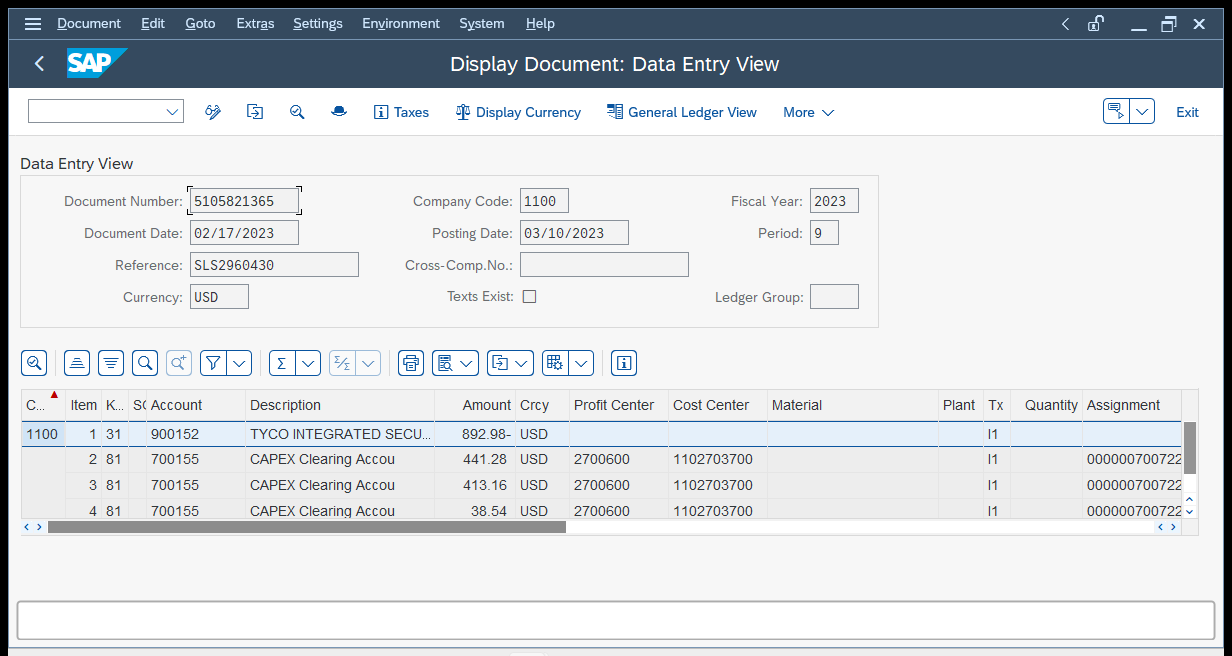 Document Edit Goto Extras Settings Environment System Help
SAP Display Document: Data Entry View
Taxes Display Currency General Ledger View More Exit
Data Entry View
Document Number: 5105821365 Company Code: 1100 Fiscal Year: 2023
Document Date: 02/17/2023 Posting Date: 03/10/2023 Period: 9
Reference: SLS2960430 Cross-Comp.No.:
Currency: USD Texts Exist: Ledger Group:
C... Item K... SG Account Description Amount Crcy Profit Center Cost Center Material Plant Tx Quantity Assignment
1100 1 31 900152 TYCO INTEGRATED SECU... 892.98- USD I1
2 81 700155 CAPEX Clearing Accou 441.28 USD 2700600 1102703700 I1 000000700722
3 81 700155 CAPEX Clearing Accou 413.16 USD 2700600 1102703700 I1 000000700722
4 81 700155 CAPEX Clearing Accou 38.54 USD 2700600 1102703700 I1 000000700722